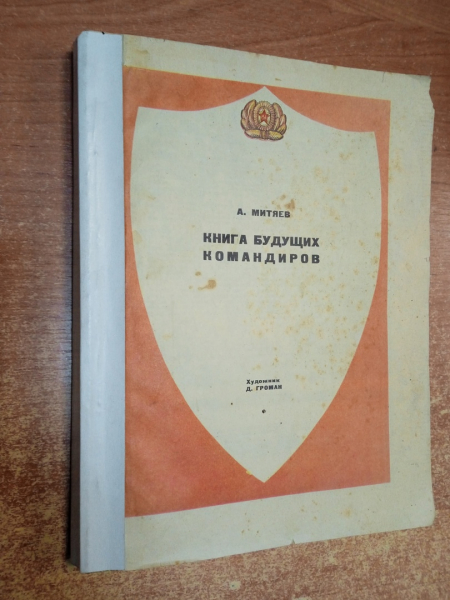 А. МИТЯЕВ
КНИГА БУДУЩИХ
КОМАНДИРОВ
Художник
Д. ГРОМАН